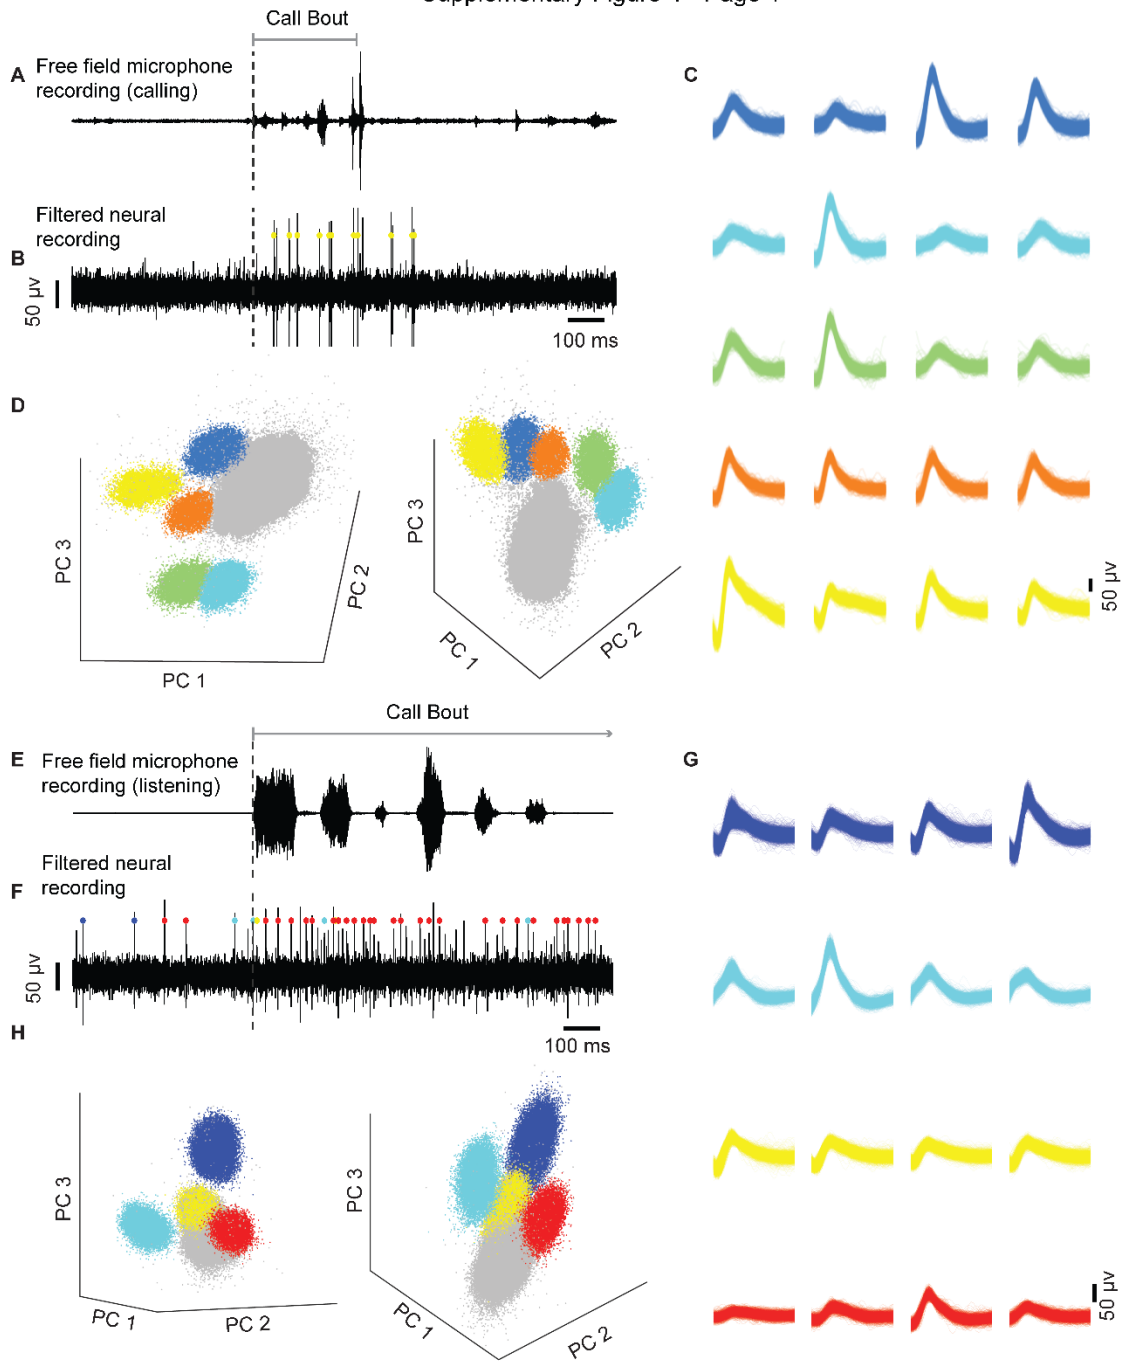 Call Bout
A
Free field microphone
recording (calling)
C
Filtered neural
recording
B
50 µv
100 ms
D
PC 3
PC 2
PC 1
PC 3
PC 1
PC 2
50 µv
Call Bout
E
Free field microphone
recording (listening)
G
Filtered neural
recording
F
50 µv
100 ms
H
PC 3
PC 1
PC 2
PC 3
PC 1
PC 2
50 µv